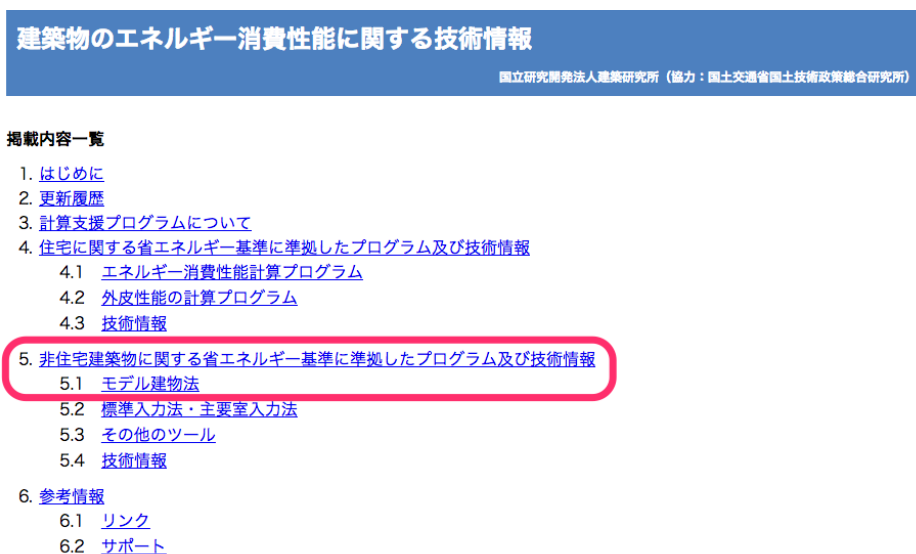 建築物のエネルギー消費性能に関する技術情報
国立研究開発法人建築研究所（協力：国土交通省国土技術政策総合研究所）
掲載内容一覧
1. はじめに
2. 更新履歴
3. 計算支援プログラムについて
4. 住宅に関する省エネルギー基準に準拠したプログラム及び技術情報
4.1 エネルギー消費性能計算プログラム
4.2 外皮性能の計算プログラム
4.3 技術情報
5. 非住宅建築物に関する省エネルギー基準に準拠したプログラム及び技術情報
5.1 モデル建物法
5.2 標準入力法・主要室入力法
5.3 その他のツール
5.4 技術情報
6. 参考情報
6.1 リンク
6.2 サポート